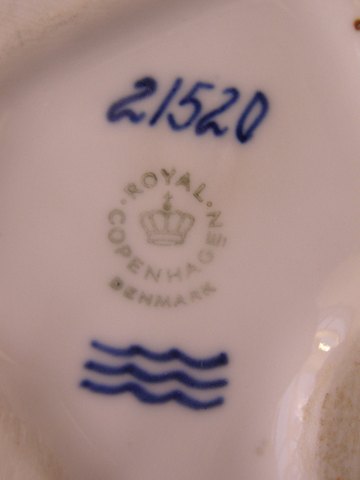 21520
ROYAL
COPENHAGEN
DENMARK